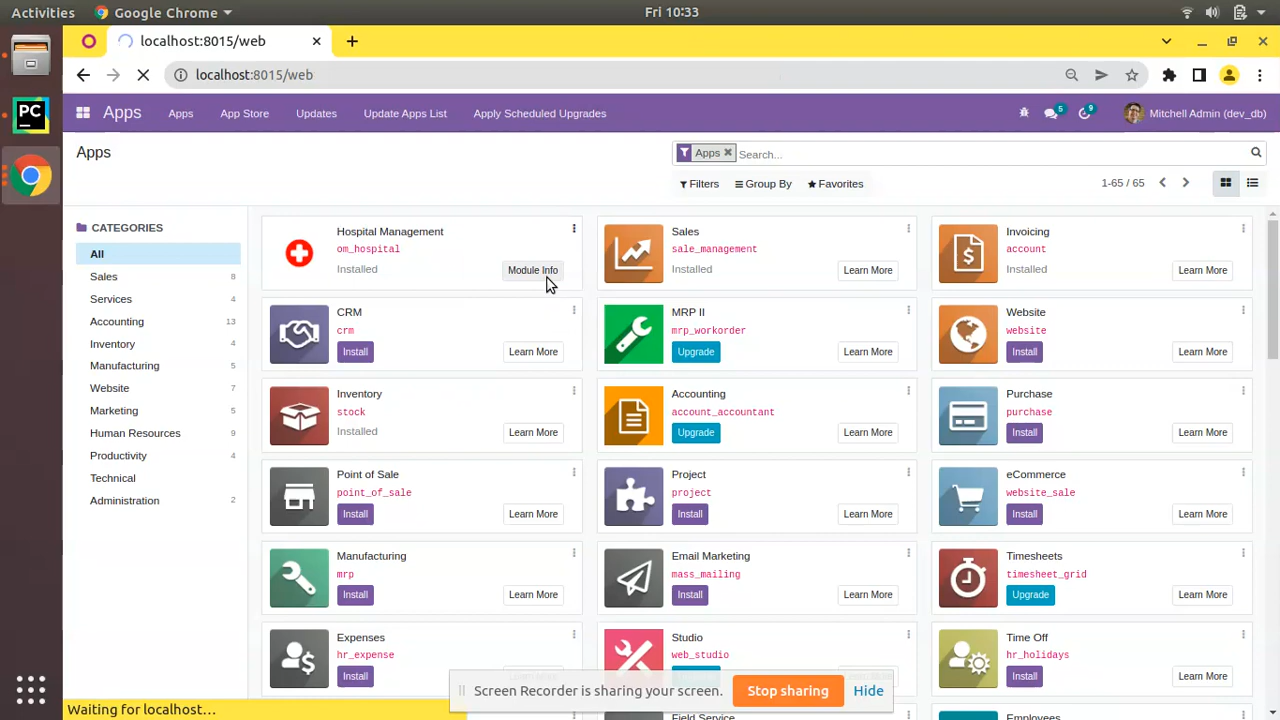 Activities Google Chrome Fri 10:33
localhost:8015/web
localhost:8015/web
Apps Apps App Store Updates Update Apps List Apply Scheduled Upgrades 5 9 Mitchell Admin (dev_db)
Apps Apps Search...
Filters Group By Favorites 1-65 / 65
CATEGORIES
All
Sales 8
Services 4
Accounting 13
Inventory 4
Manufacturing 5
Website 7
Marketing 5
Human Resources 9
Productivity 4
Technical
Administration 2
Hospital Management
om_hospital
Installed Module Info
Sales
sale_management
Installed Learn More
Invoicing
account
Installed Learn More
CRM
crm
Install Learn More
MRP II
mrp_workorder
Upgrade Learn More
Website
website
Install Learn More
Inventory
stock
Installed Learn More
Accounting
account_accountant
Upgrade Learn More
Purchase
purchase
Install Learn More
Point of Sale
point_of_sale
Install Learn More
Project
project
Install Learn More
eCommerce
website_sale
Install Learn More
Manufacturing
mrp
Install Learn More
Email Marketing
mass_mailing
Install Learn More
Timesheets
timesheet_grid
Upgrade Learn More
Expenses
hr_expense
Install
Studio
web_studio
Time Off
hr_holidays
Install Learn More
Screen Recorder is sharing your screen. Stop sharing Hide
Waiting for localhost...
Field Service
Employees